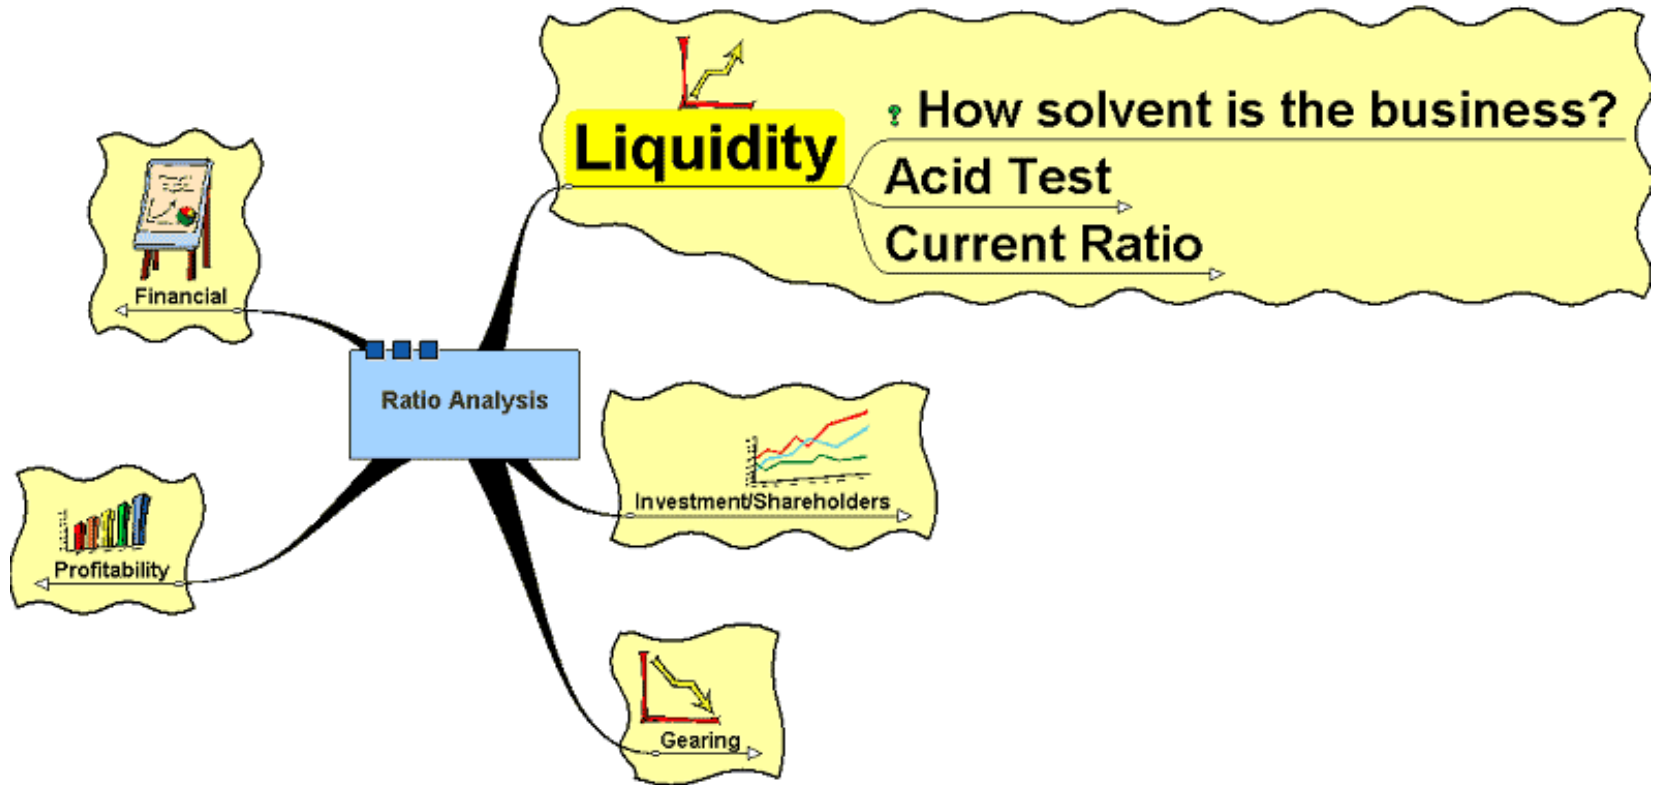 Liquidity
How solvent is the business?
Acid Test
Current Ratio
Financial
Ratio Analysis
Investment/Shareholders
Profitability
Gearing